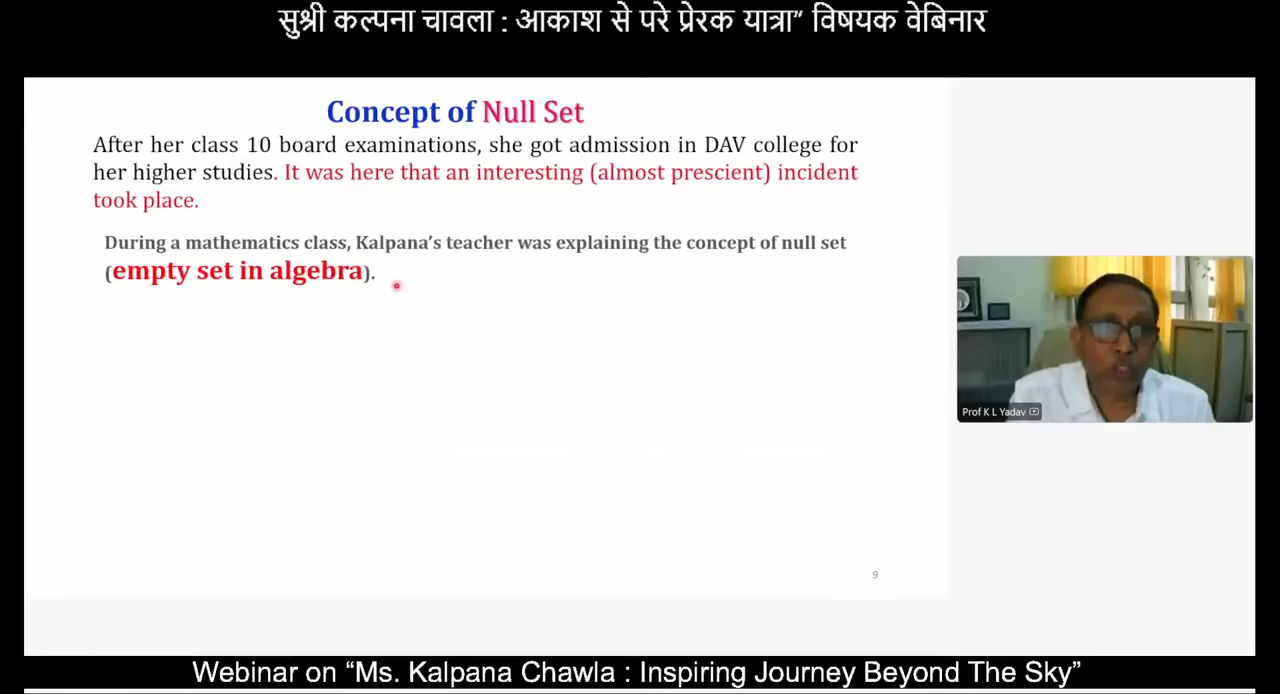 सुश्री कल्पना चावला : आकाश से परे प्रेरक यात्रा” विषयक वेबिनार
Concept of Null Set
After her class 10 board examinations, she got admission in DAV college for
her higher studies. It was here that an interesting (almost prescient) incident
took place.
During a mathematics class, Kalpana’s teacher was explaining the concept of null set
(empty set in algebra).
Prof K L Yadav
9
Webinar on “Ms. Kalpana Chawla : Inspiring Journey Beyond The Sky”